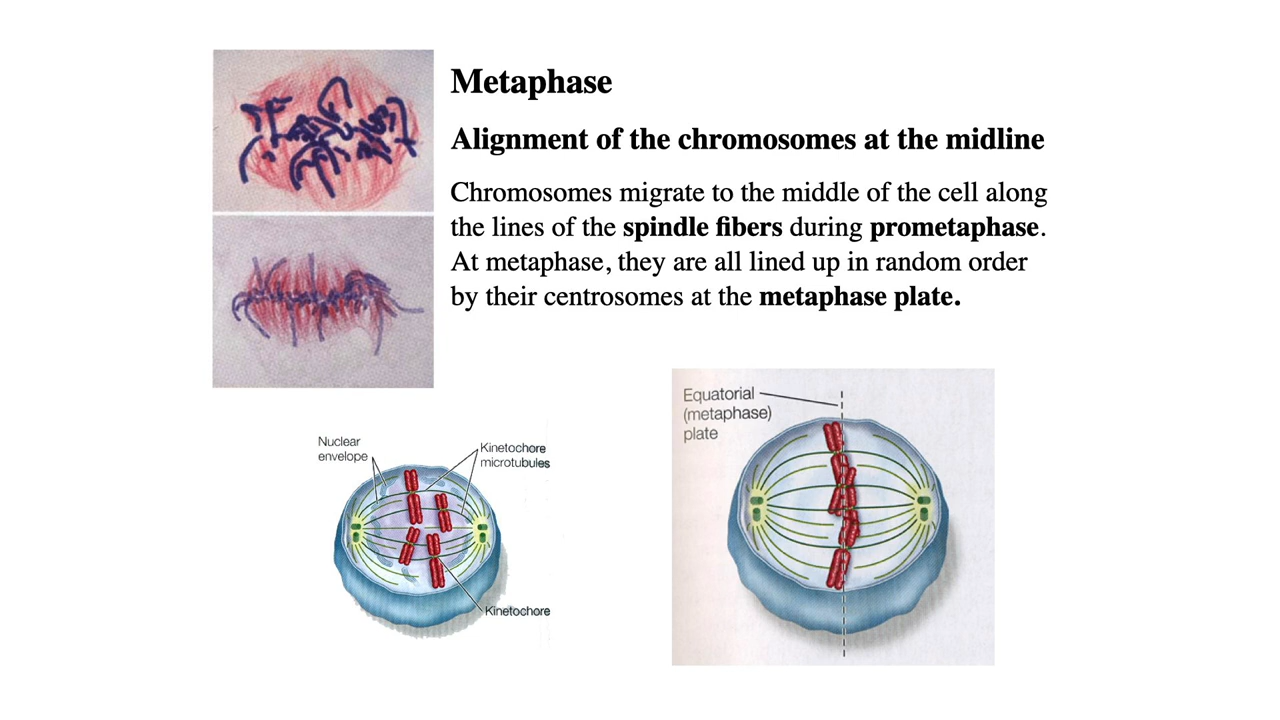 Metaphase
Alignment of the chromosomes at the midline
Chromosomes migrate to the middle of the cell along
the lines of the spindle fibers during prometaphase.
At metaphase, they are all lined up in random order
by their centrosomes at the metaphase plate.
Nuclear
envelope
Kinetochore
microtubules
Kinetochore
Equatorial
(metaphase)
plate